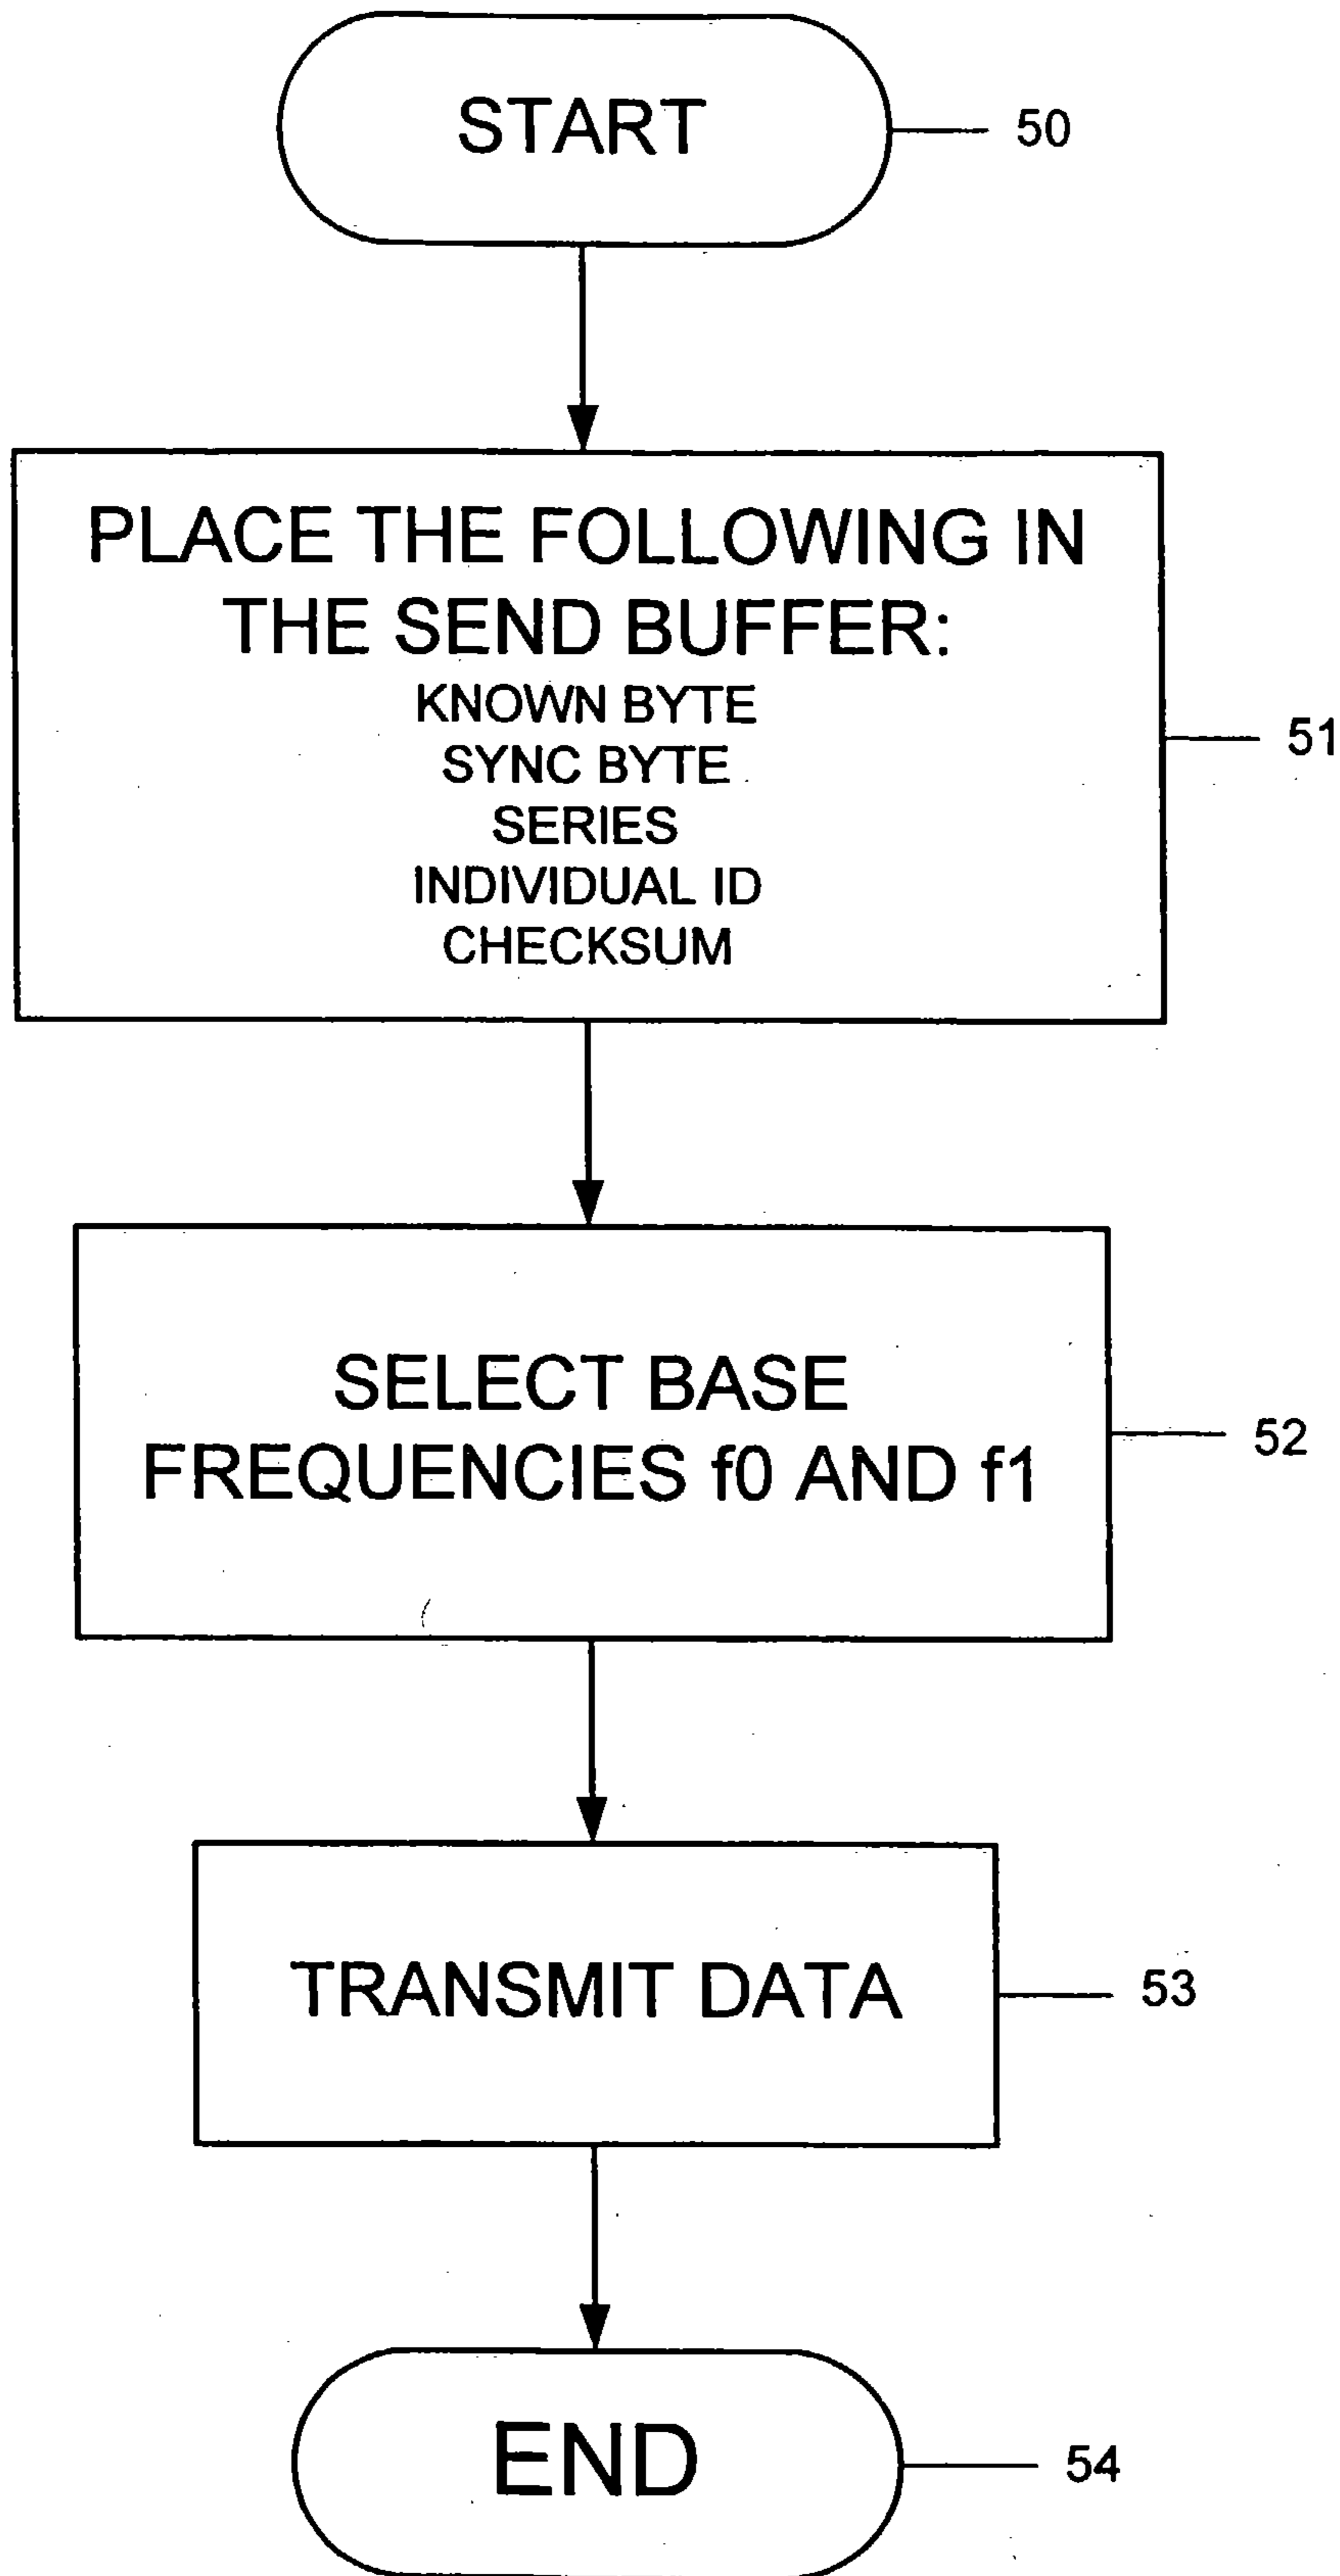 START
50
PLACE THE FOLLOWING IN
THE SEND BUFFER:
KNOWN BYTE
SYNC BYTE
SERIES
INDIVIDUAL ID
CHECKSUM
51
SELECT BASE
FREQUENCIES f0 AND f1
52
TRANSMIT DATA
53
END
54